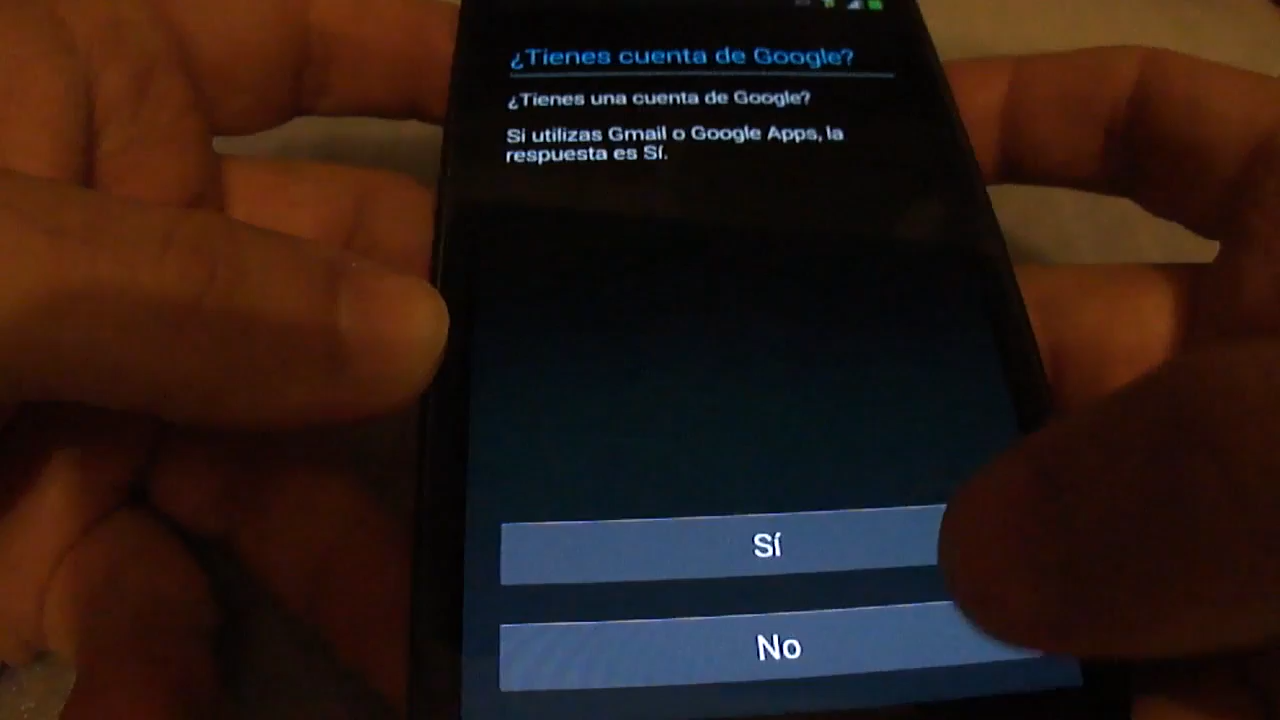 ¿Tienes cuenta de Google?
¿Tienes una cuenta de Google?
Si utilizas Gmail o Google Apps, la
respuesta es Sí.
Sí
No